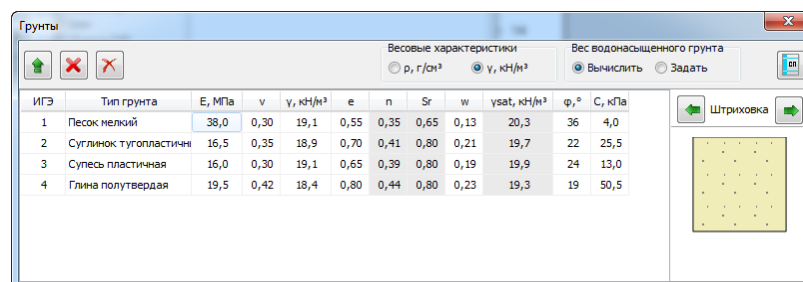 Грунты
Весовые характеристики
Вес водонасыщенного грунта
ρ, г/см³
γ, кН/м³
Вычислить
Задать
ИГЭ Тип грунта E, МПа ν γ, кН/м³ e n Sr w γsat, кН/м³ φ,° C, кПа
1 Песок мелкий 38,0 0,30 19,1 0,55 0,35 0,65 0,13 20,3 36 4,0
2 Суглинок тугопластичн 16,5 0,35 18,9 0,70 0,41 0,80 0,21 19,7 22 25,5
3 Супесь пластичная 16,0 0,30 19,1 0,65 0,39 0,80 0,19 19,9 24 13,0
4 Глина полутвердая 19,5 0,42 18,4 0,80 0,44 0,80 0,23 19,3 19 50,5
Штриховка